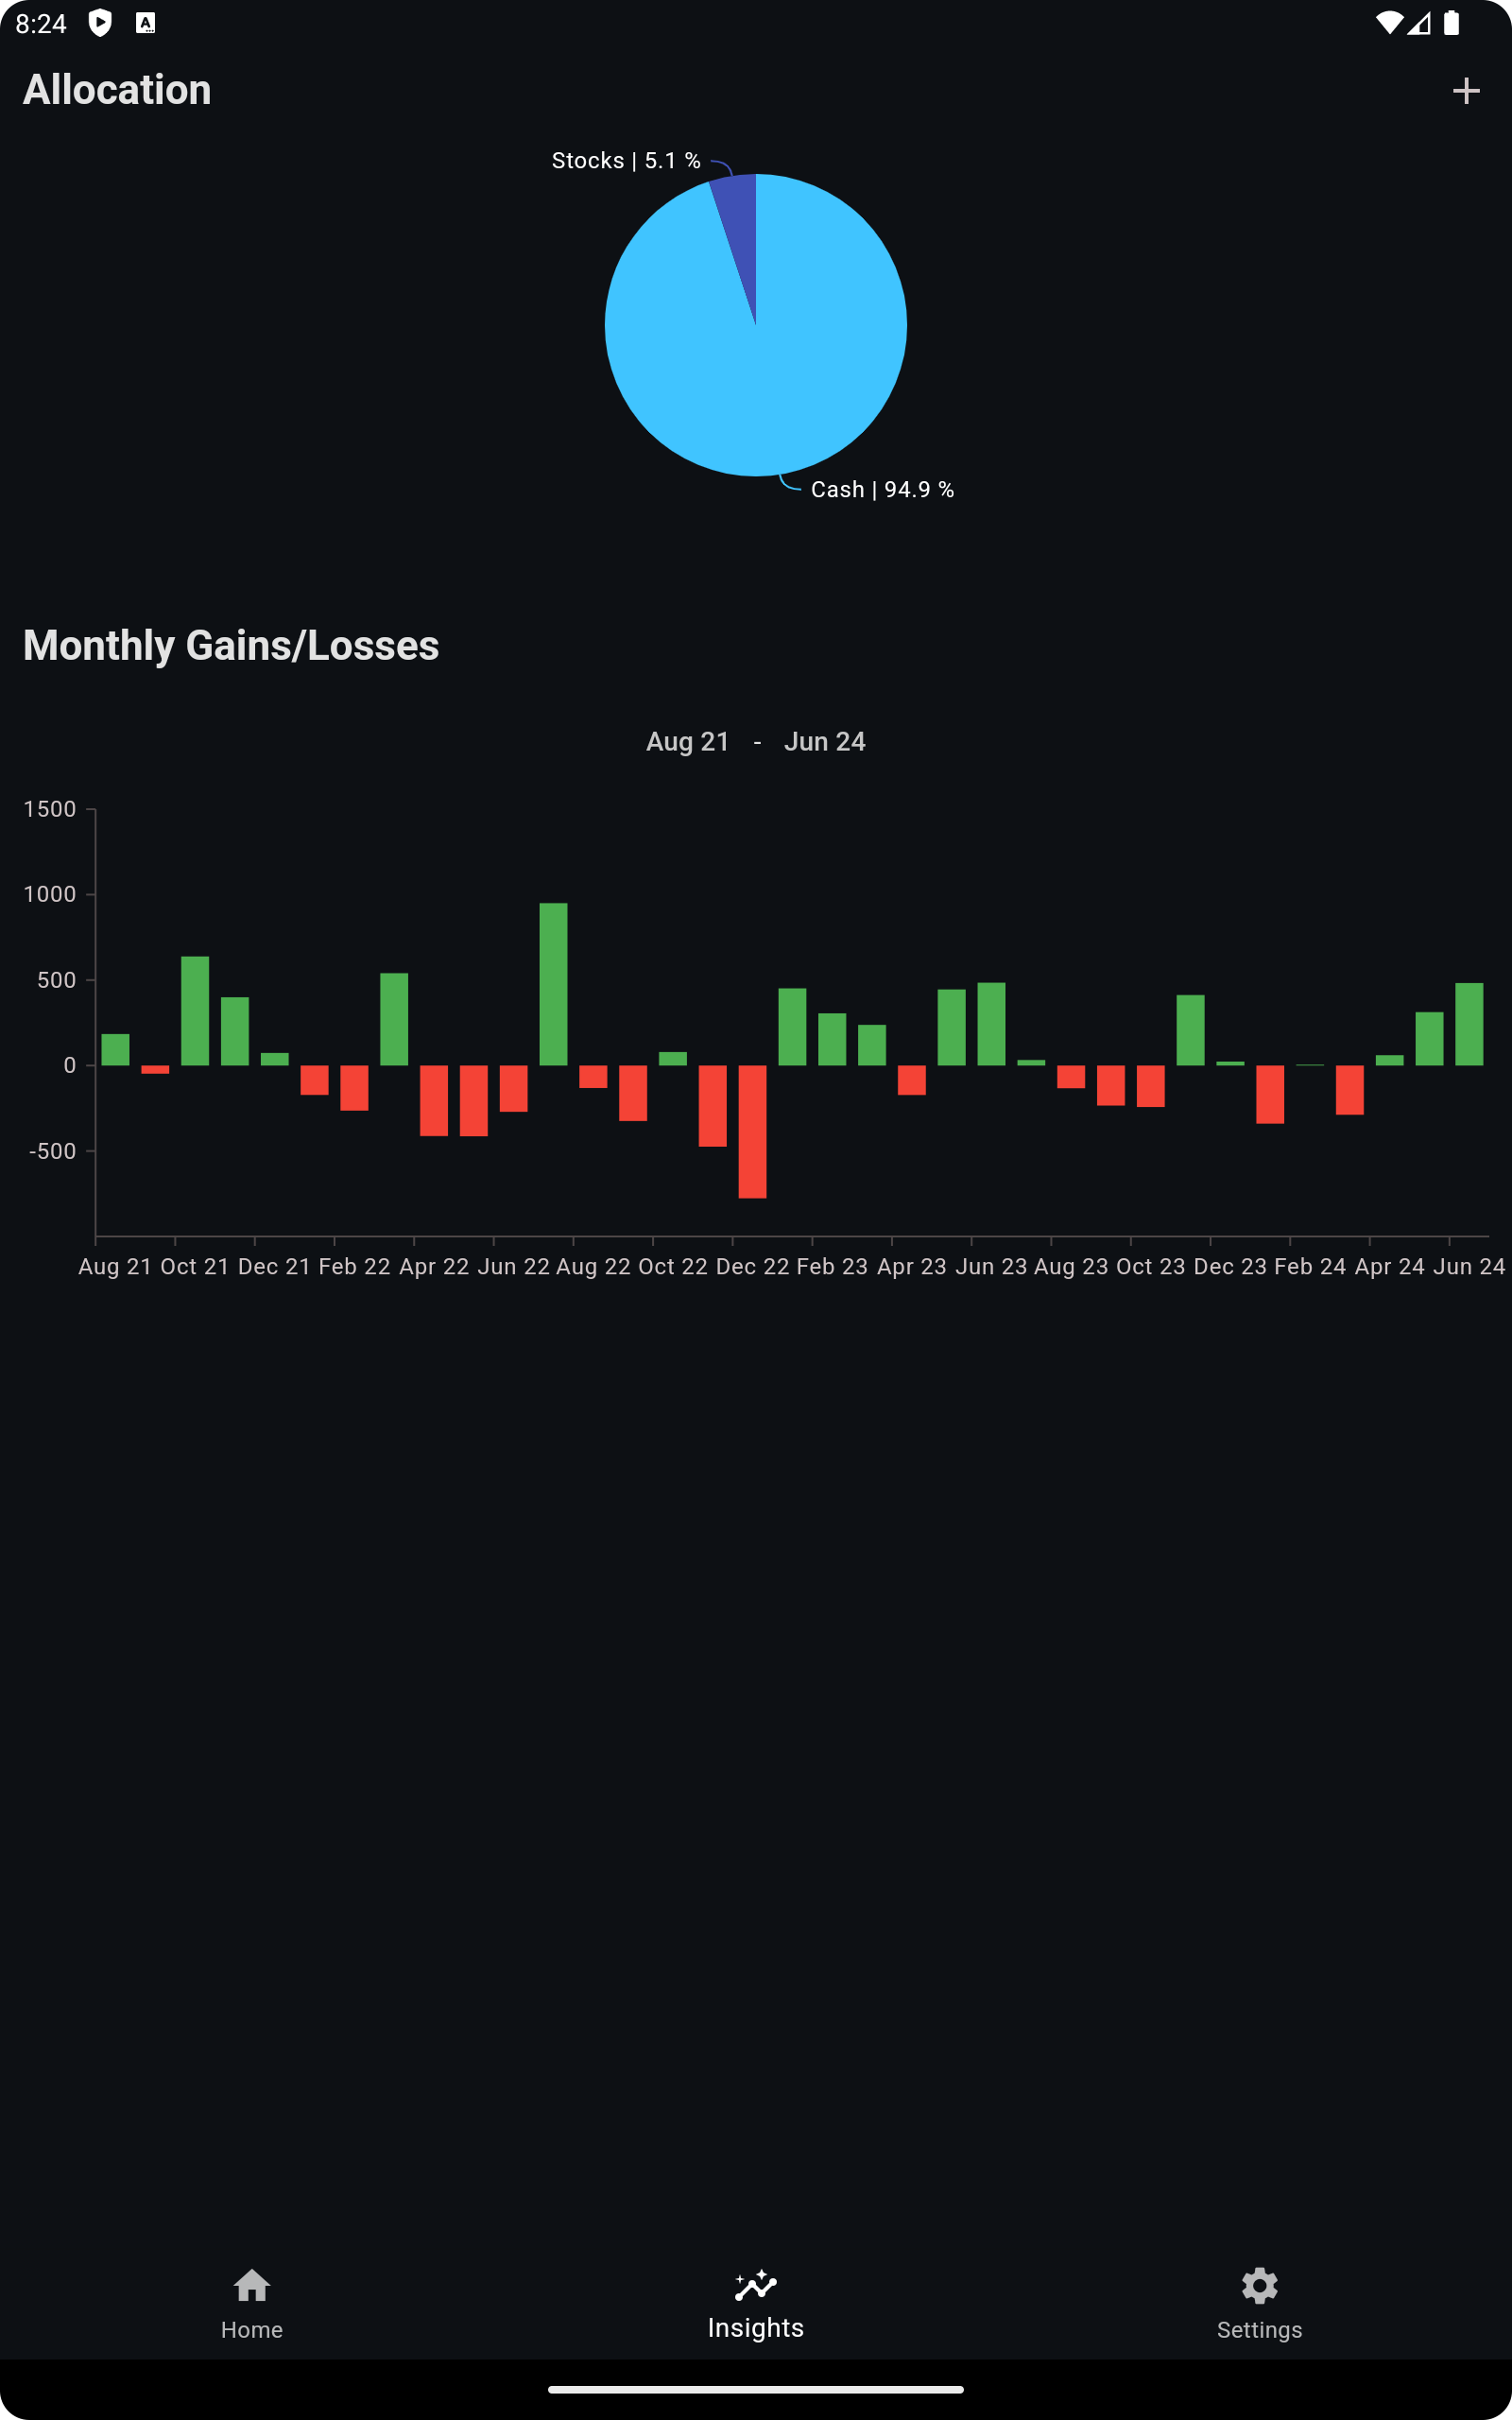 8:24
Allocation
Stocks | 5.1 %
Cash | 94.9 %
Monthly Gains/Losses
Aug 21 - Jun 24
1500
1000
500
0
-500
Aug 21 Oct 21 Dec 21 Feb 22 Apr 22 Jun 22 Aug 22 Oct 22 Dec 22 Feb 23 Apr 23 Jun 23 Aug 23 Oct 23 Dec 23 Feb 24 Apr 24 Jun 24
Home Insights Settings